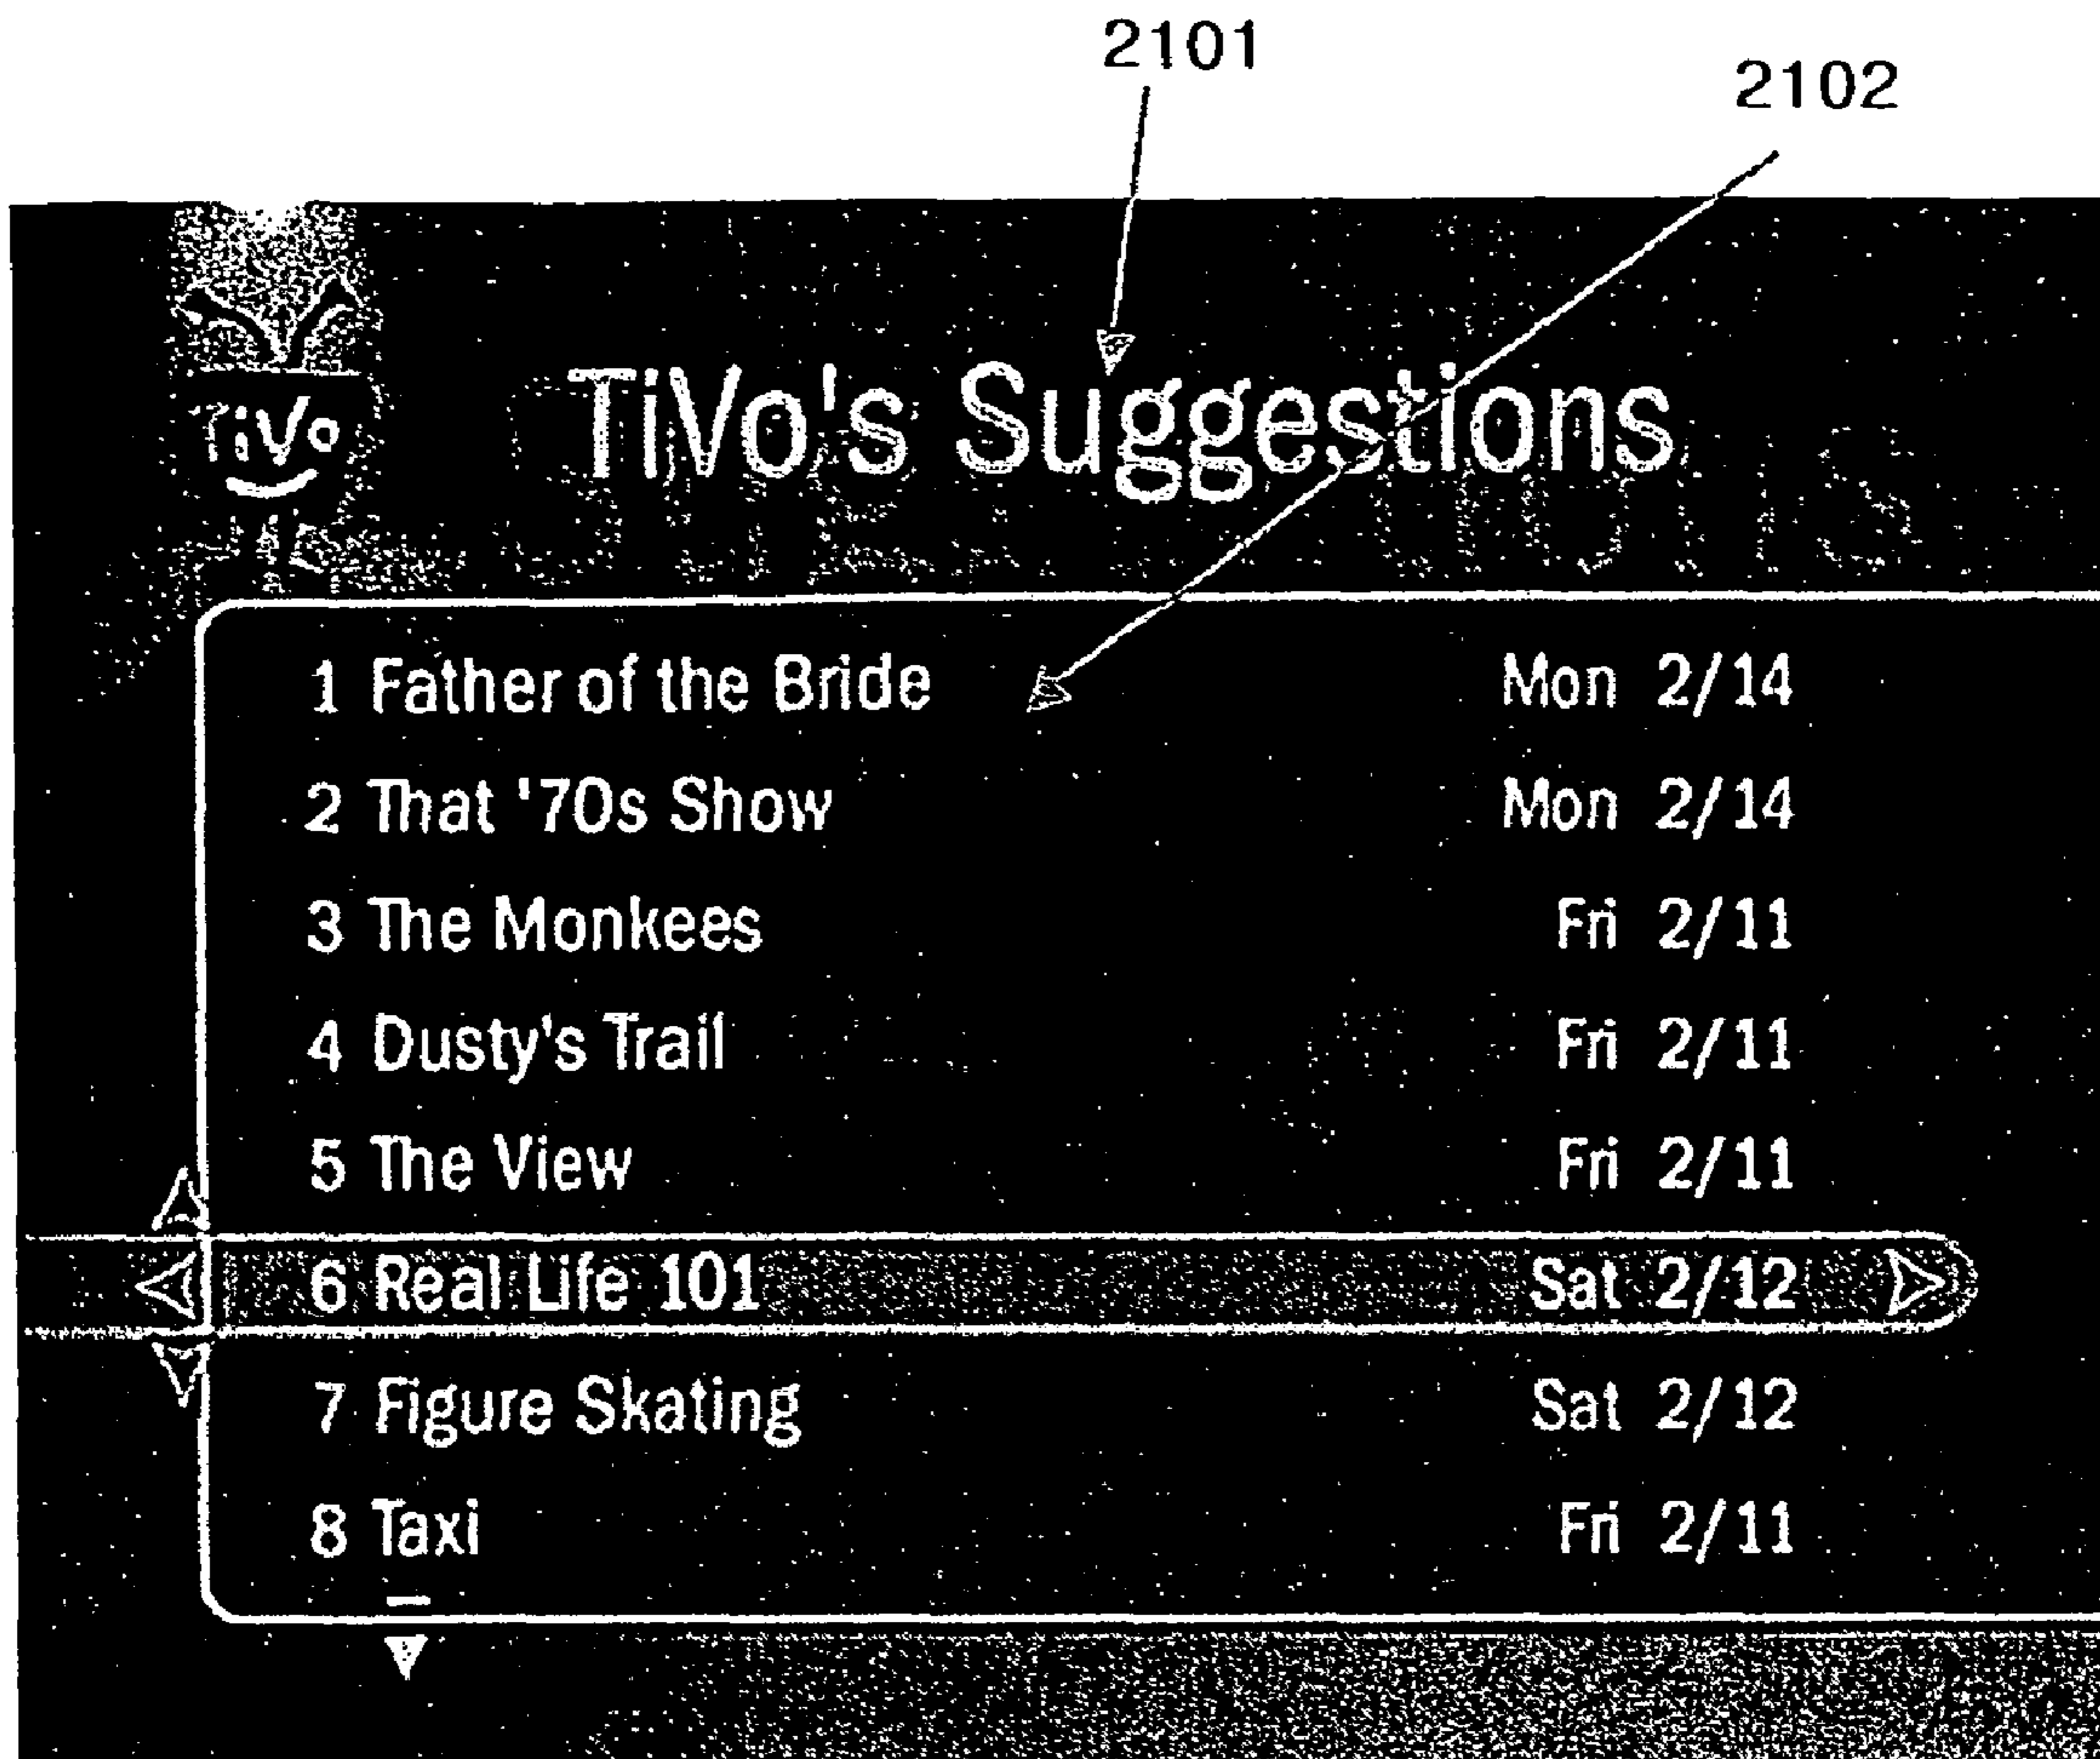 2101
2102
TiVo
TiVo's Suggestions
1 Father of the Bride Mon 2/14
2 That '70s Show Mon 2/14
3 The Monkees Fri 2/11
4 Dusty's Trail Fri 2/11
5 The View Fri 2/11
6 Real Life 101 Sat 2/12
7 Figure Skating Sat 2/12
8 Taxi Fri 2/11